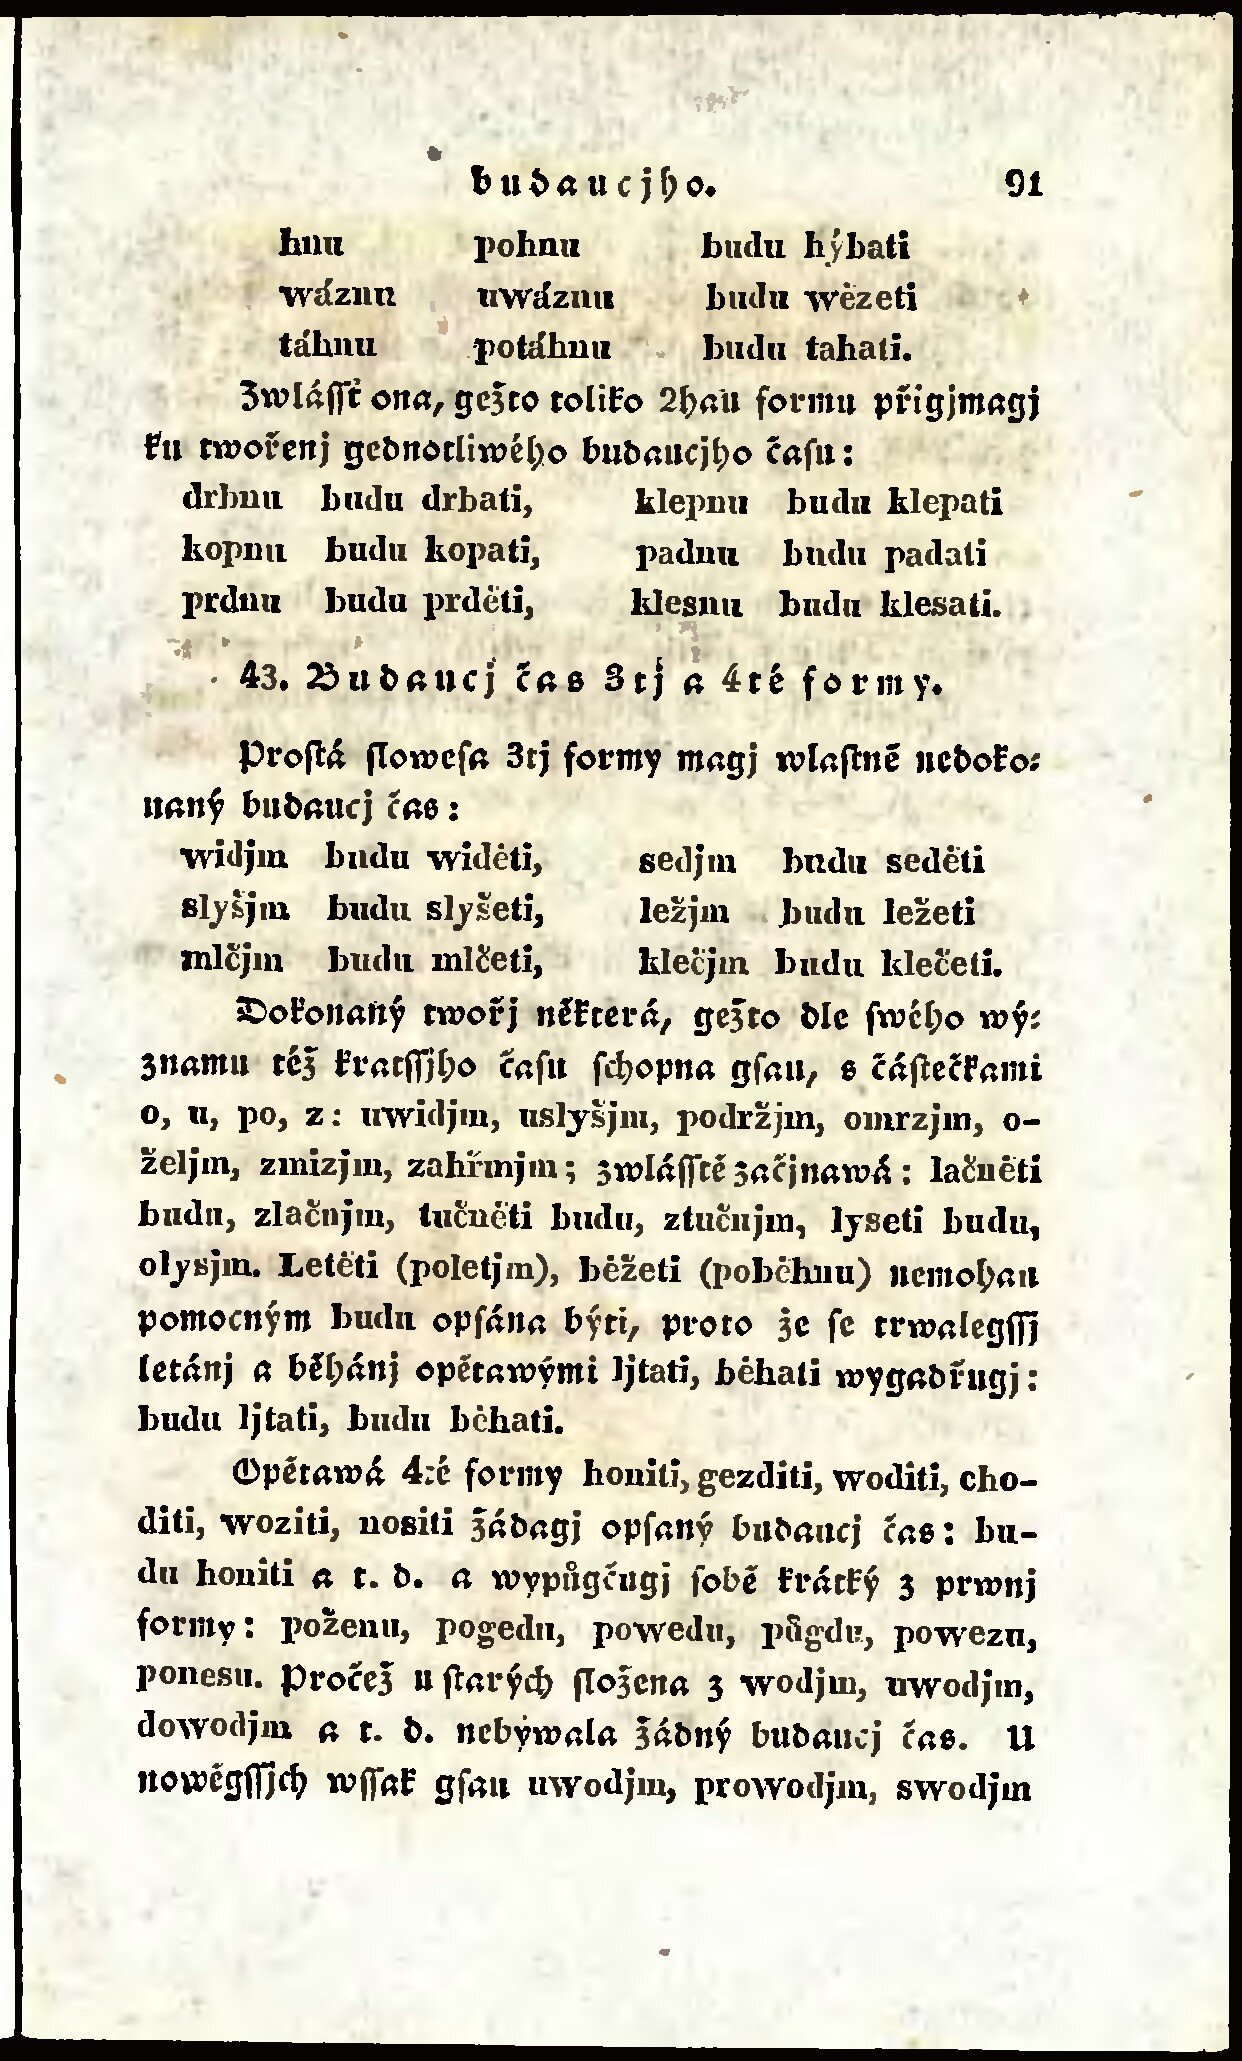 budaucjho. 91
hnu pohnu budu hýbati
wáznu uwáznu budu wězeti
táhnu potáhnu budu tahati.
Zwlásst ona, gežto toliko 2hau formu přigjmagj
ku twořenj gednotliwého budaucjho času:
drbnu budu drbati, klepnu budu klepati
kopnu budu kopati, padnu budu padati
prdnu budu prděti, klesnu budu klesati.
43. Budaucj čas 3tj a 4té formy.
Prostá slowesa 3tj formy magj wlastně nedoko-
naný budaucj čas:
widjm budu widěti, sedjm budu seděti
slyšjm budu slyšeti, ležjm budu ležeti
mlčjm budu mlčeti, klečjm budu klečeti.
Dokonaný twořj některá, gežto dle swého wý-
znamu též kratssjho času schopna gsau, s částečkami
o, u, po, z: uwidjm, uslyšjm, podržjm, omrzjm, o-
željm, zmizjm, zahřmjm; zwlásstě začjnawá: lačněti
budu, zlačnjm, tučněti budu, ztučnjm, lyseti budu,
olysjm. Letěti (poletjm), běžeti (poběhnu) nemohau
pomocným budu opsána býti, proto že se trwalegssj
letánj a běhánj opětawými ljtati, běhati wygadřugj:
budu ljtati, budu běhati.
Opětawá 4té formy honiti, gezditi, woditi, cho-
diti, woziti, nositi žádagj opsaný budaucj čas: bu-
du honiti a t. d. a wypůgčugj sobě krátký z prwnj
formy: poženu, pogedu, powedu, půgdu, powezu,
ponesu. Pročež u starých složena z wodjm, uwodjm,
dowodjm a t. d. nebýwala žádný budaucj čas. U
nowěgssjch wssak gsau uwodjm, prowodjm, swodjm